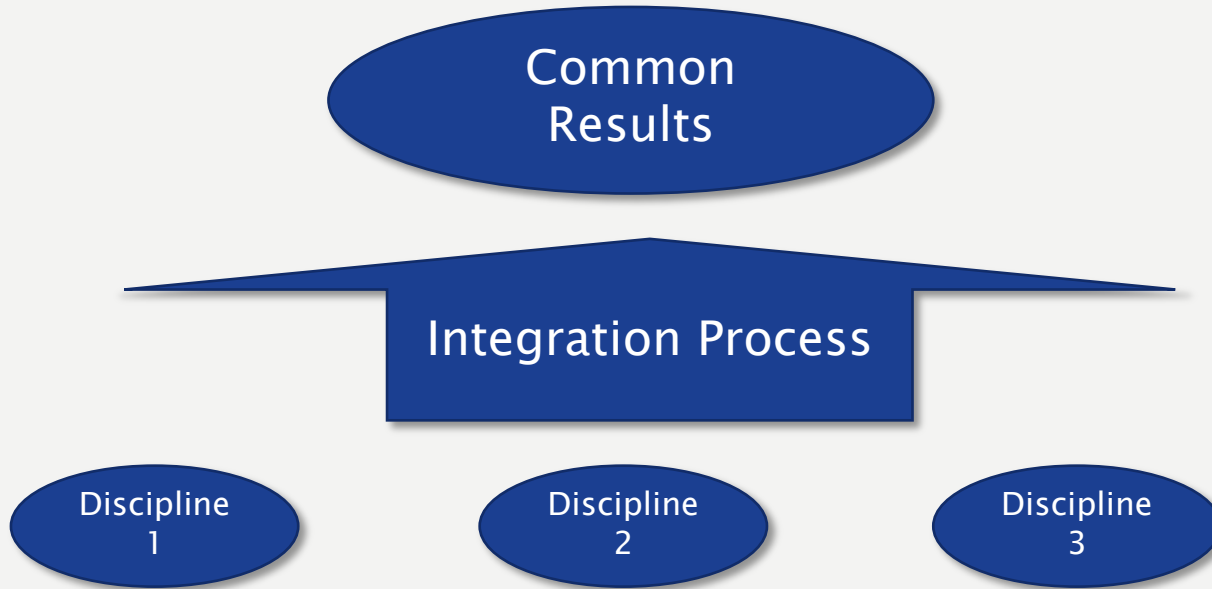 Common
Results
Integration Process
Discipline
1
Discipline
2
Discipline
3